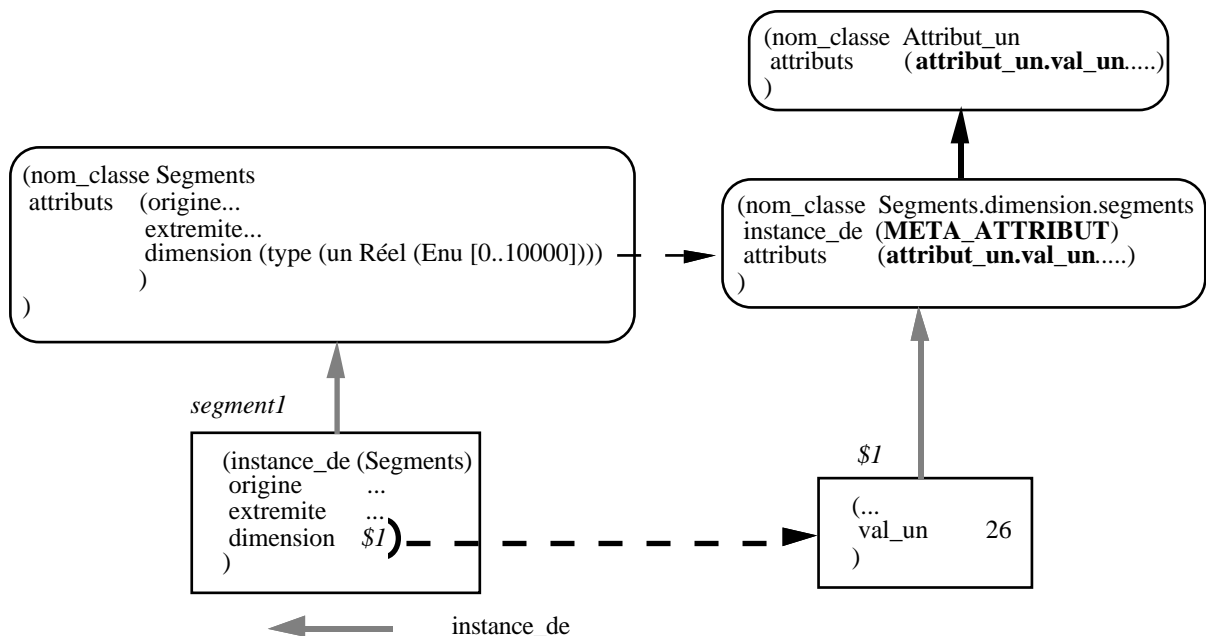 (nom_classe Attribut_un
attributs (attribut_un.val_un.....)
)
(nom_classe Segments
attributs (origine...
extremite...
dimension (type (un Réel (Enu [0..10000])))
)
)
(nom_classe Segments.dimension.segments
instance_de (META_ATTRIBUT)
attributs (attribut_un.val_un.....)
)
segment1
(instance_de (Segments)
origine ...
extremite ...
dimension $1
)
$1
(...
val_un 26
)
instance_de